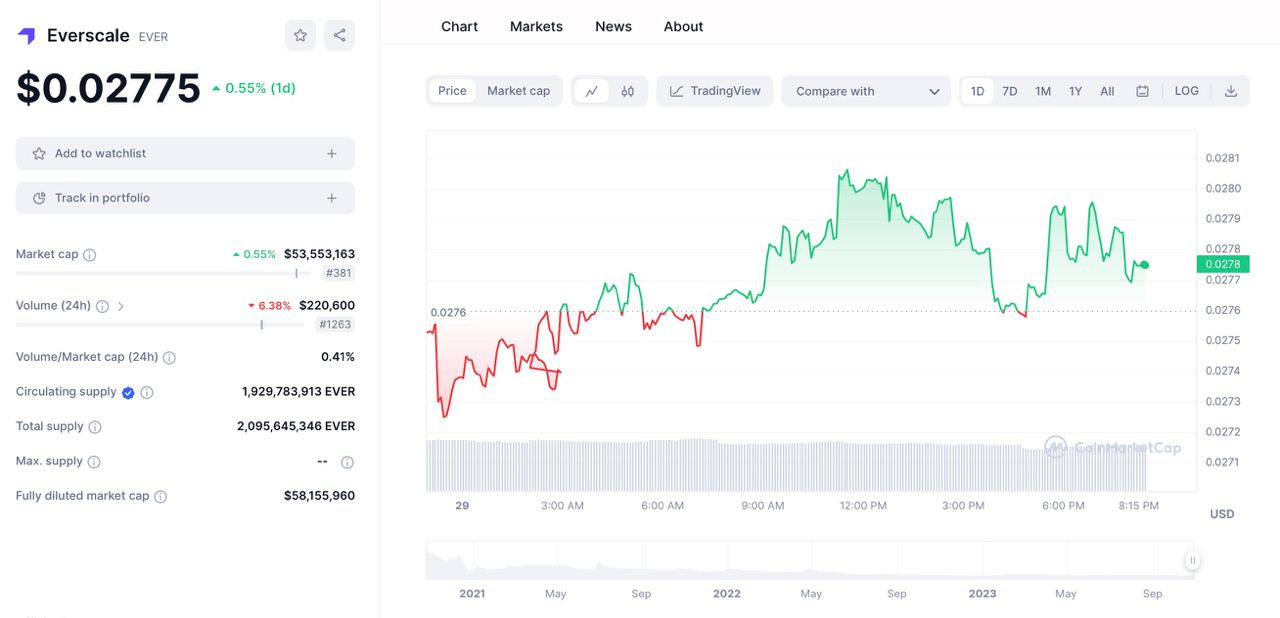 Everscale EVER
$0.02775 0.55% (1d)
Add to watchlist
Track in portfolio
Market cap 0.55% $53,553,163
#381
Volume (24h) 6.38% $220,600
#1263
Volume/Market cap (24h) 0.41%
Circulating supply 1,929,783,913 EVER
Total supply 2,095,645,346 EVER
Max. supply --
Fully diluted market cap $58,155,960
Chart Markets News About
Price Market cap TradingView Compare with 1D 7D 1M 1Y All LOG
0.0281
0.0280
0.0279
0.0278
0.0278
0.0277
0.0276
0.0276
0.0275
0.0274
0.0273
0.0272
0.0271
CoinMarketCap
29 3:00 AM 6:00 AM 9:00 AM 12:00 PM 3:00 PM 6:00 PM 8:15 PM
USD
2021 May Sep 2022 May Sep 2023 May Sep